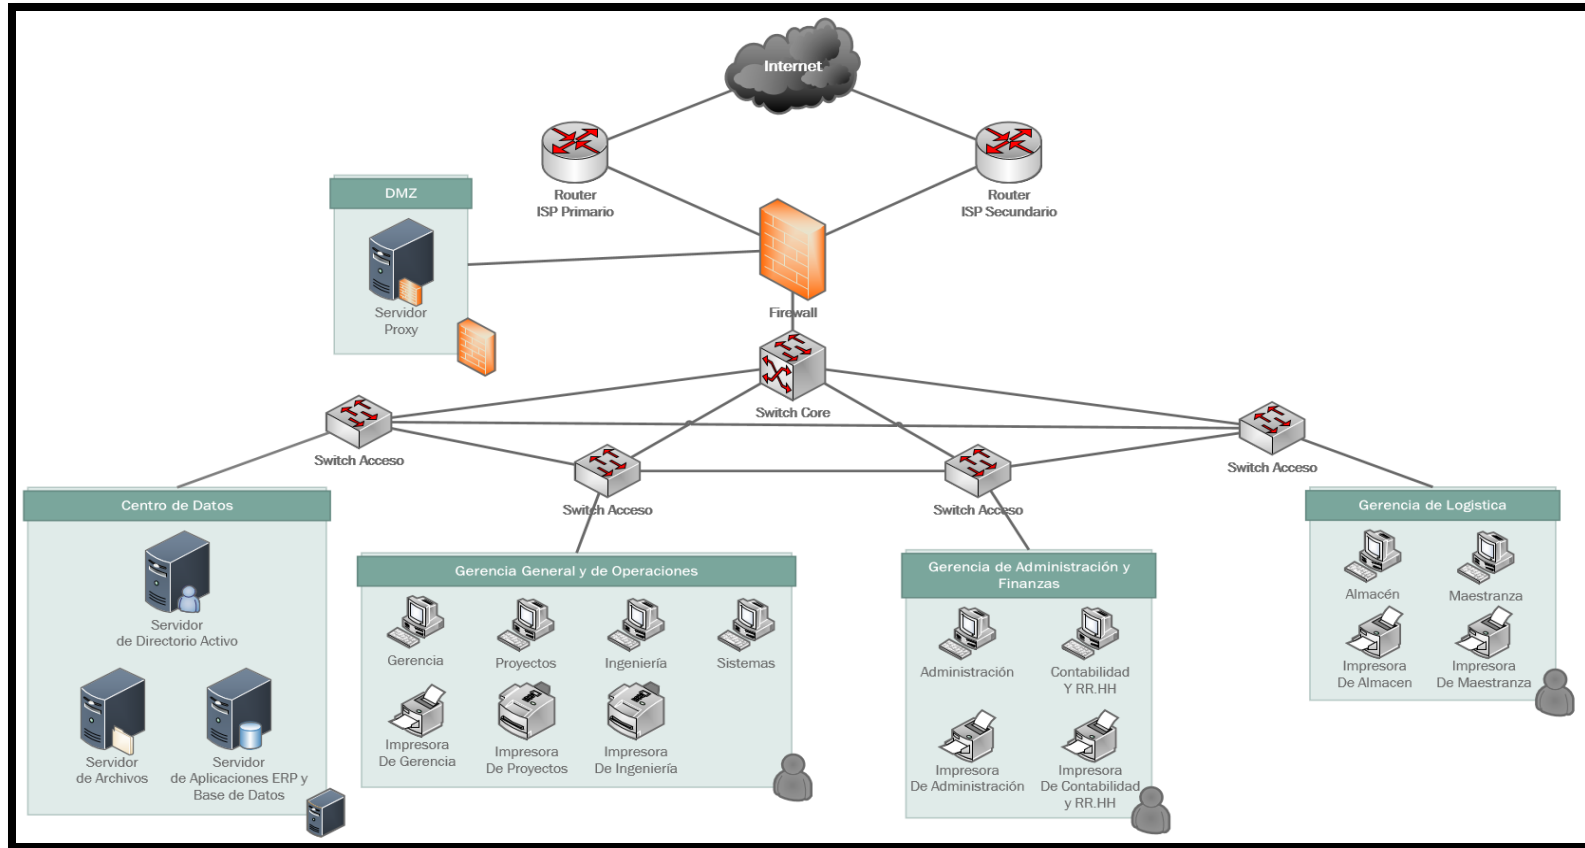 Internet
Router
ISP Primario
Router
ISP Secundario
DMZ
Servidor
Proxy
Firewall
Switch Core
Switch Acceso
Switch Acceso
Switch Acceso
Switch Acceso
Centro de Datos
Servidor
de Directorio Activo
Servidor
de Archivos
Servidor
de Aplicaciones ERP y
Base de Datos
Gerencia General y de Operaciones
Gerencia
Proyectos
Ingeniería
Sistemas
Impresora
De Gerencia
Impresora
De Proyectos
Impresora
De Ingeniería
Gerencia de Administración y
Finanzas
Administración
Contabilidad
Y RR.HH
Impresora
De Administración
Impresora
De Contabilidad
y RR.HH
Gerencia de Logistica
Almacén
Maestranza
Impresora
De Almacen
Impresora
De Maestranza